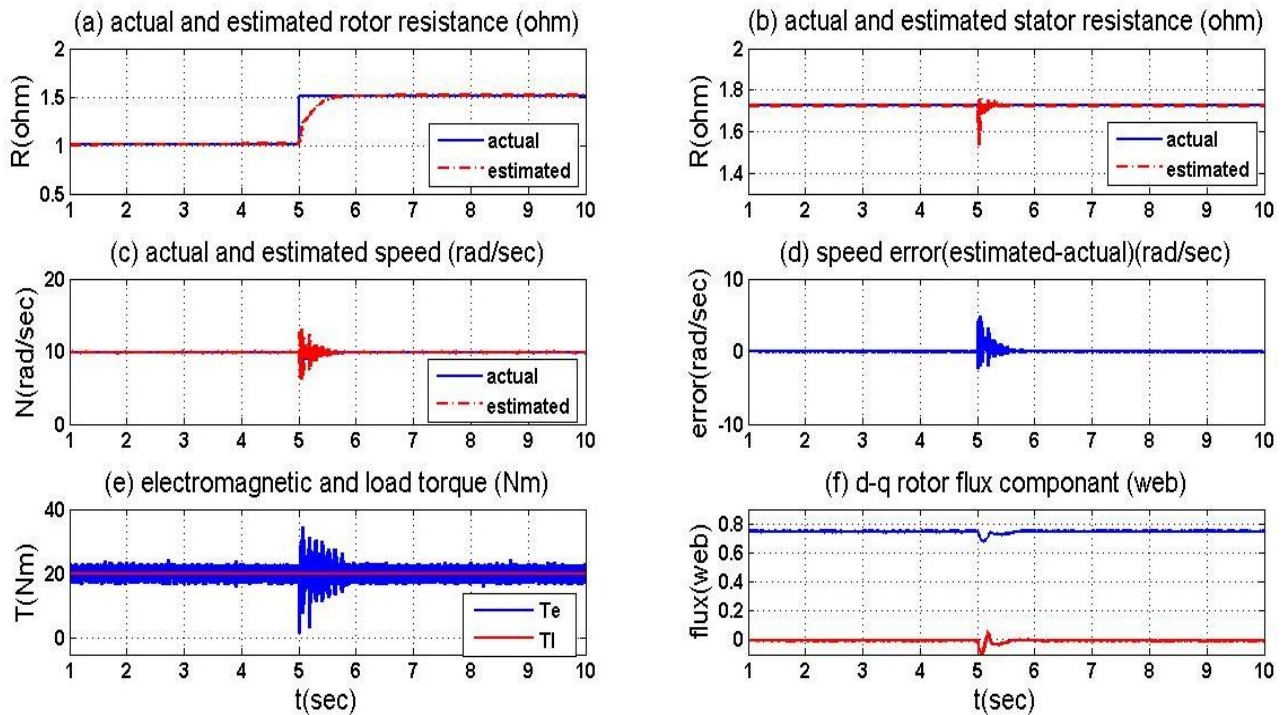 (a) actual and estimated rotor resistance (ohm)
2
1.5
1
0.5
R(ohm)
actual
estimated
1 2 3 4 5 6 7 8 9 10
(b) actual and estimated stator resistance (ohm)
2
1.8
1.6
1.4
R(ohm)
actual
estimated
1 2 3 4 5 6 7 8 9 10
(c) actual and estimated speed (rad/sec)
20
10
0
N(rad/sec)
actual
estimated
1 2 3 4 5 6 7 8 9 10
(d) speed error(estimated-actual)(rad/sec)
10
0
-10
error(rad/sec)
1 2 3 4 5 6 7 8 9 10
(e) electromagnetic and load torque (Nm)
40
20
0
T(Nm)
Te
Tl
1 2 3 4 5 6 7 8 9 10
t(sec)
(f) d-q rotor flux componant (web)
0.8
0.6
0.4
0.2
0
flux(web)
1 2 3 4 5 6 7 8 9 10
t(sec)